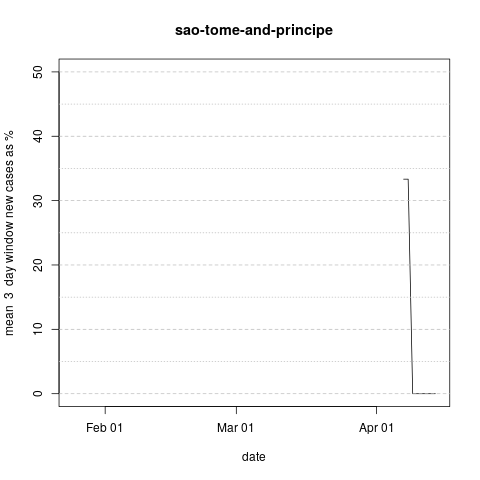 sao-tome-and-principe
mean 3 day window new cases as %
50
40
30
20
10
0
Feb 01
Mar 01
Apr 01
date